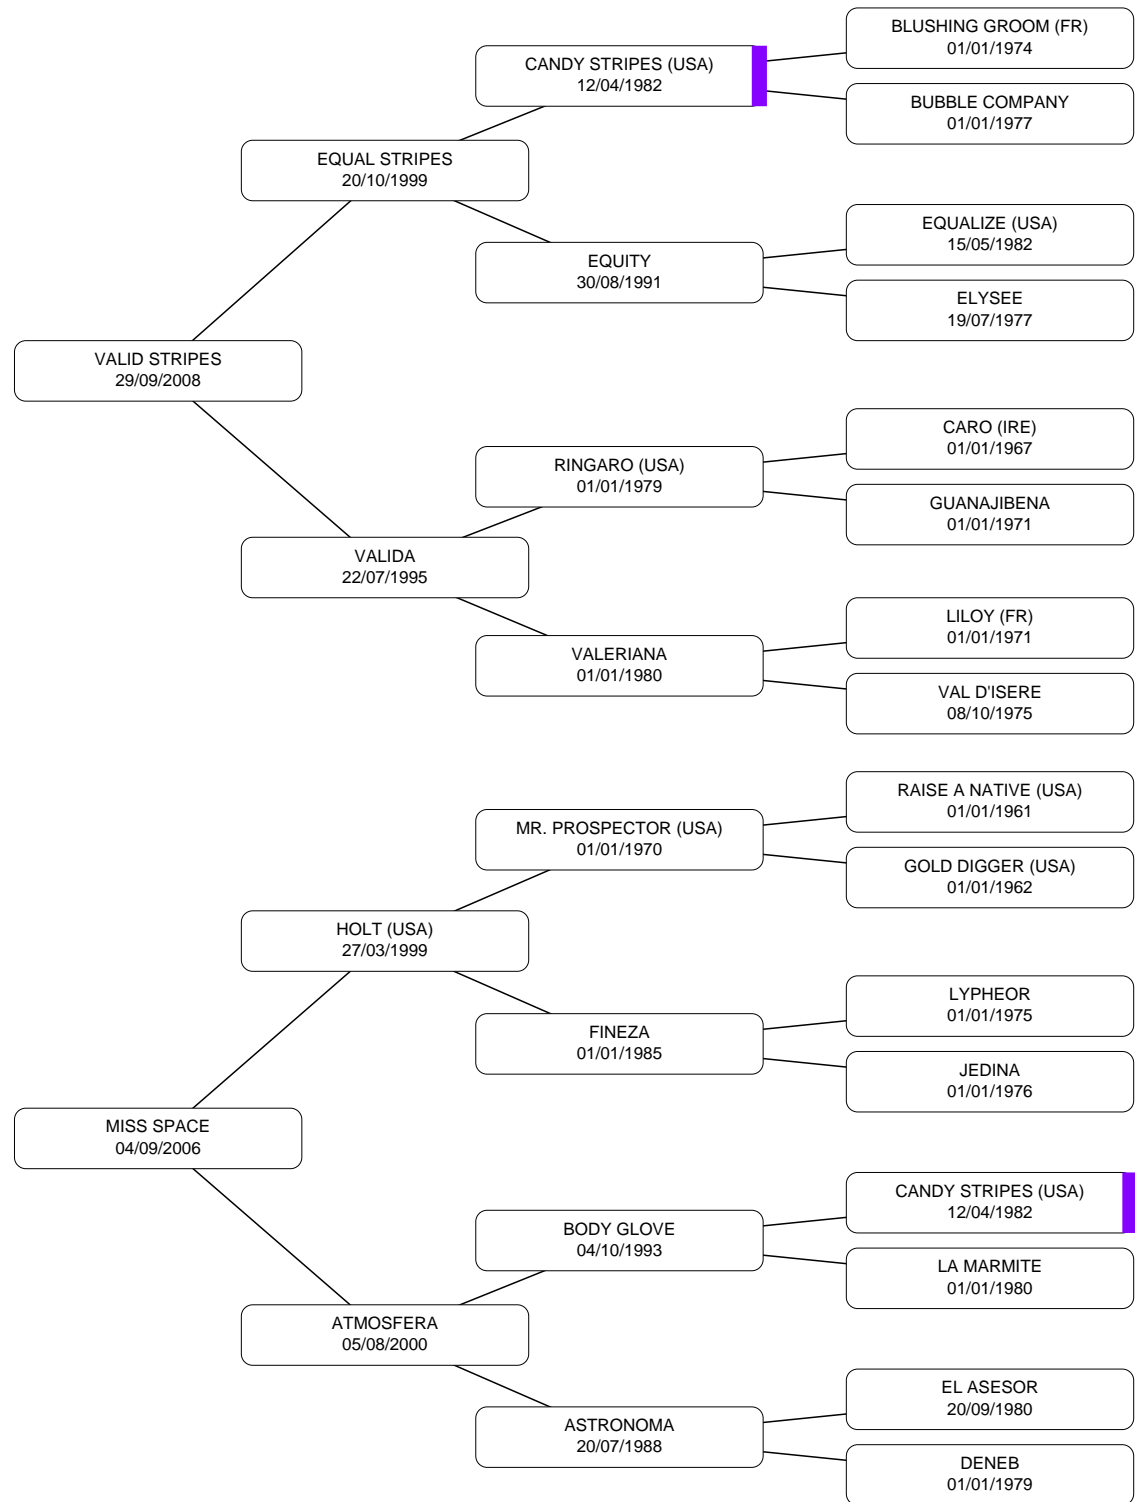 BLUSHING GROOM (FR)
01/01/1974
CANDY STRIPES (USA)
12/04/1982
BUBBLE COMPANY
01/01/1977
EQUAL STRIPES
20/10/1999
EQUALIZE (USA)
15/05/1982
EQUITY
30/08/1991
ELYSEE
19/07/1977
VALID STRIPES
29/09/2008
CARO (IRE)
01/01/1967
RINGARO (USA)
01/01/1979
GUANAJIBENA
01/01/1971
VALIDA
22/07/1995
LILOY (FR)
01/01/1971
VALERIANA
01/01/1980
VAL D'ISERE
08/10/1975
RAISE A NATIVE (USA)
01/01/1961
MR. PROSPECTOR (USA)
01/01/1970
GOLD DIGGER (USA)
01/01/1962
HOLT (USA)
27/03/1999
LYPHEOR
01/01/1975
FINEZA
01/01/1985
JEDINA
01/01/1976
MISS SPACE
04/09/2006
CANDY STRIPES (USA)
12/04/1982
BODY GLOVE
04/10/1993
LA MARMITE
01/01/1980
ATMOSFERA
05/08/2000
EL ASESOR
20/09/1980
ASTRONOMA
20/07/1988
DENEB
01/01/1979